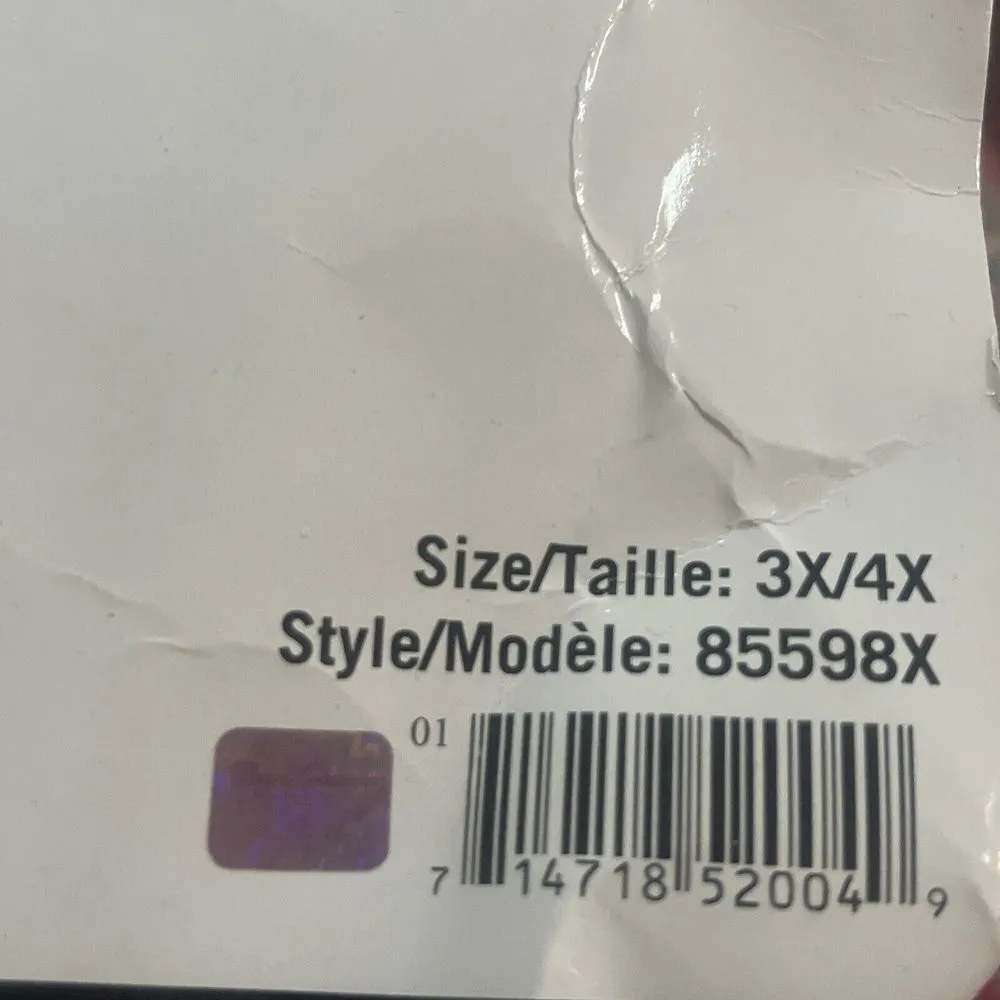 Size/Taille: 3X/4X
Style/Modèle: 85598X
01
7 14718 52004 9